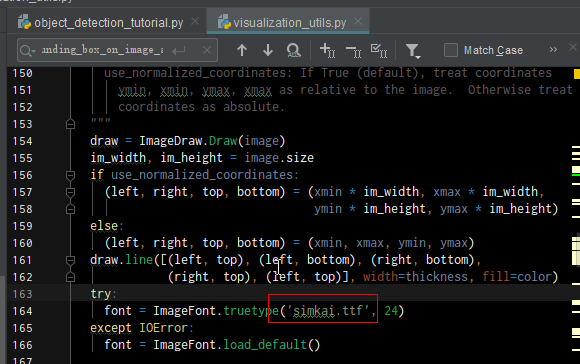 ion_utils.py
object_detection_tutorial.py
visualization_utils.py
unding_box_on_image_a
Match Case
150 use_normalized_coordinates: If True (default), treat coordinates
151 ymin, xmin, ymax, xmax as relative to the image. Otherwise treat
152 coordinates as absolute.
153 """
154 draw = ImageDraw.Draw(image)
155 im_width, im_height = image.size
156 if use_normalized_coordinates:
157 (left, right, top, bottom) = (xmin * im_width, xmax * im_width,
158 ymin * im_height, ymax * im_height)
159 else:
160 (left, right, top, bottom) = (xmin, xmax, ymin, ymax)
161 draw.line([(left, top), (left, bottom), (right, bottom),
162 (right, top), (left, top)], width=thickness, fill=color)
163 try:
164 font = ImageFont.truetype('simkai.ttf', 24)
165 except IOError:
166 font = ImageFont.load_default()